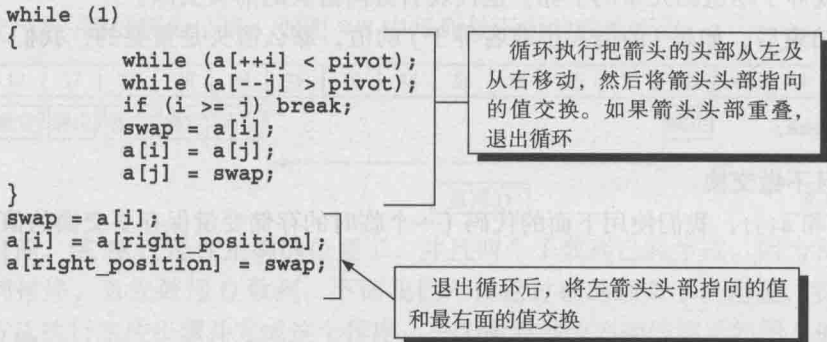 while (1)
{
while (a[++i] < pivot);
while (a[--j] > pivot);
if (i >= j) break;
swap = a[i];
a[i] = a[j];
a[j] = swap;
}
swap = a[i];
a[i] = a[right_position];
a[right_position] = swap;
循环执行把箭头的头部从左及
从右移动，然后将箭头头部指向
的值交换。如果箭头头部重叠，
退出循环
退出循环后，将左箭头头部指向的值
和最右面的值交换